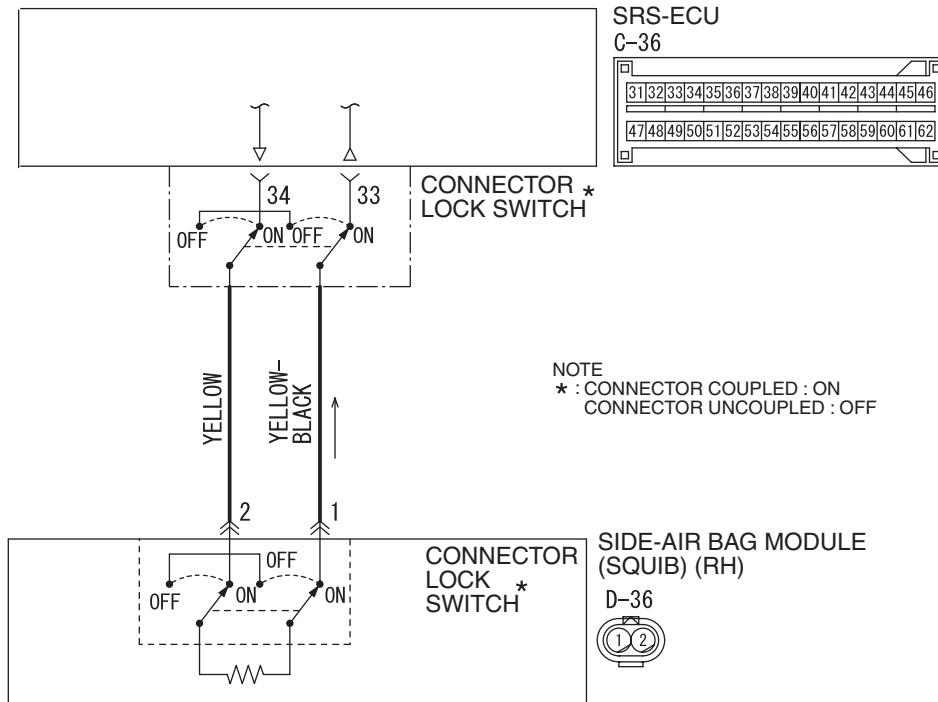 SRS-ECU
C-36
31 32 33 34 35 36 37 38 39 40 41 42 43 44 45 46
47 48 49 50 51 52 53 54 55 56 57 58 59 60 61 62
34 33
CONNECTOR *
LOCK SWITCH
OFF ON OFF ON
YELLOW
YELLOW-
BLACK
NOTE
* : CONNECTOR COUPLED : ON
CONNECTOR UNCOUPLED : OFF
2 1
CONNECTOR
LOCK
SWITCH *
OFF
OFF ON ON
SIDE-AIR BAG MODULE
(SQUIB) (RH)
D-36
1 2